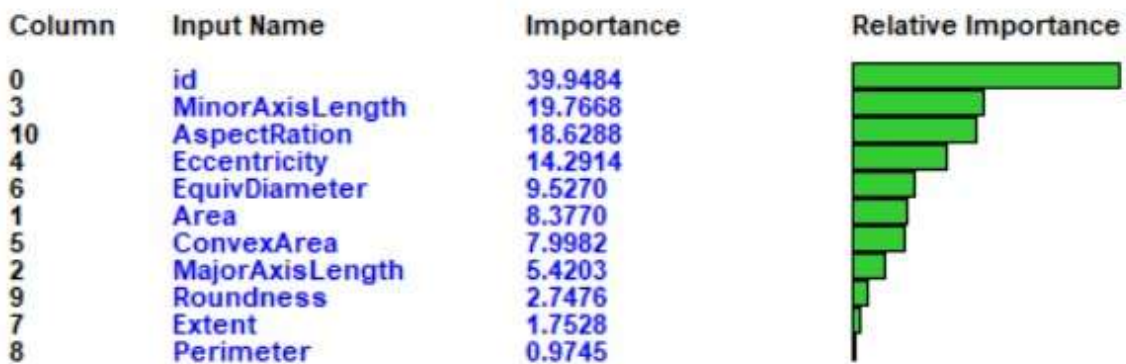 Column Input Name Importance Relative Importance
0 id 39.9484
3 MinorAxisLength 19.7668
10 AspectRation 18.6288
4 Eccentricity 14.2914
6 EquivDiameter 9.5270
1 Area 8.3770
5 ConvexArea 7.9982
2 MajorAxisLength 5.4203
9 Roundness 2.7476
7 Extent 1.7528
8 Perimeter 0.9745